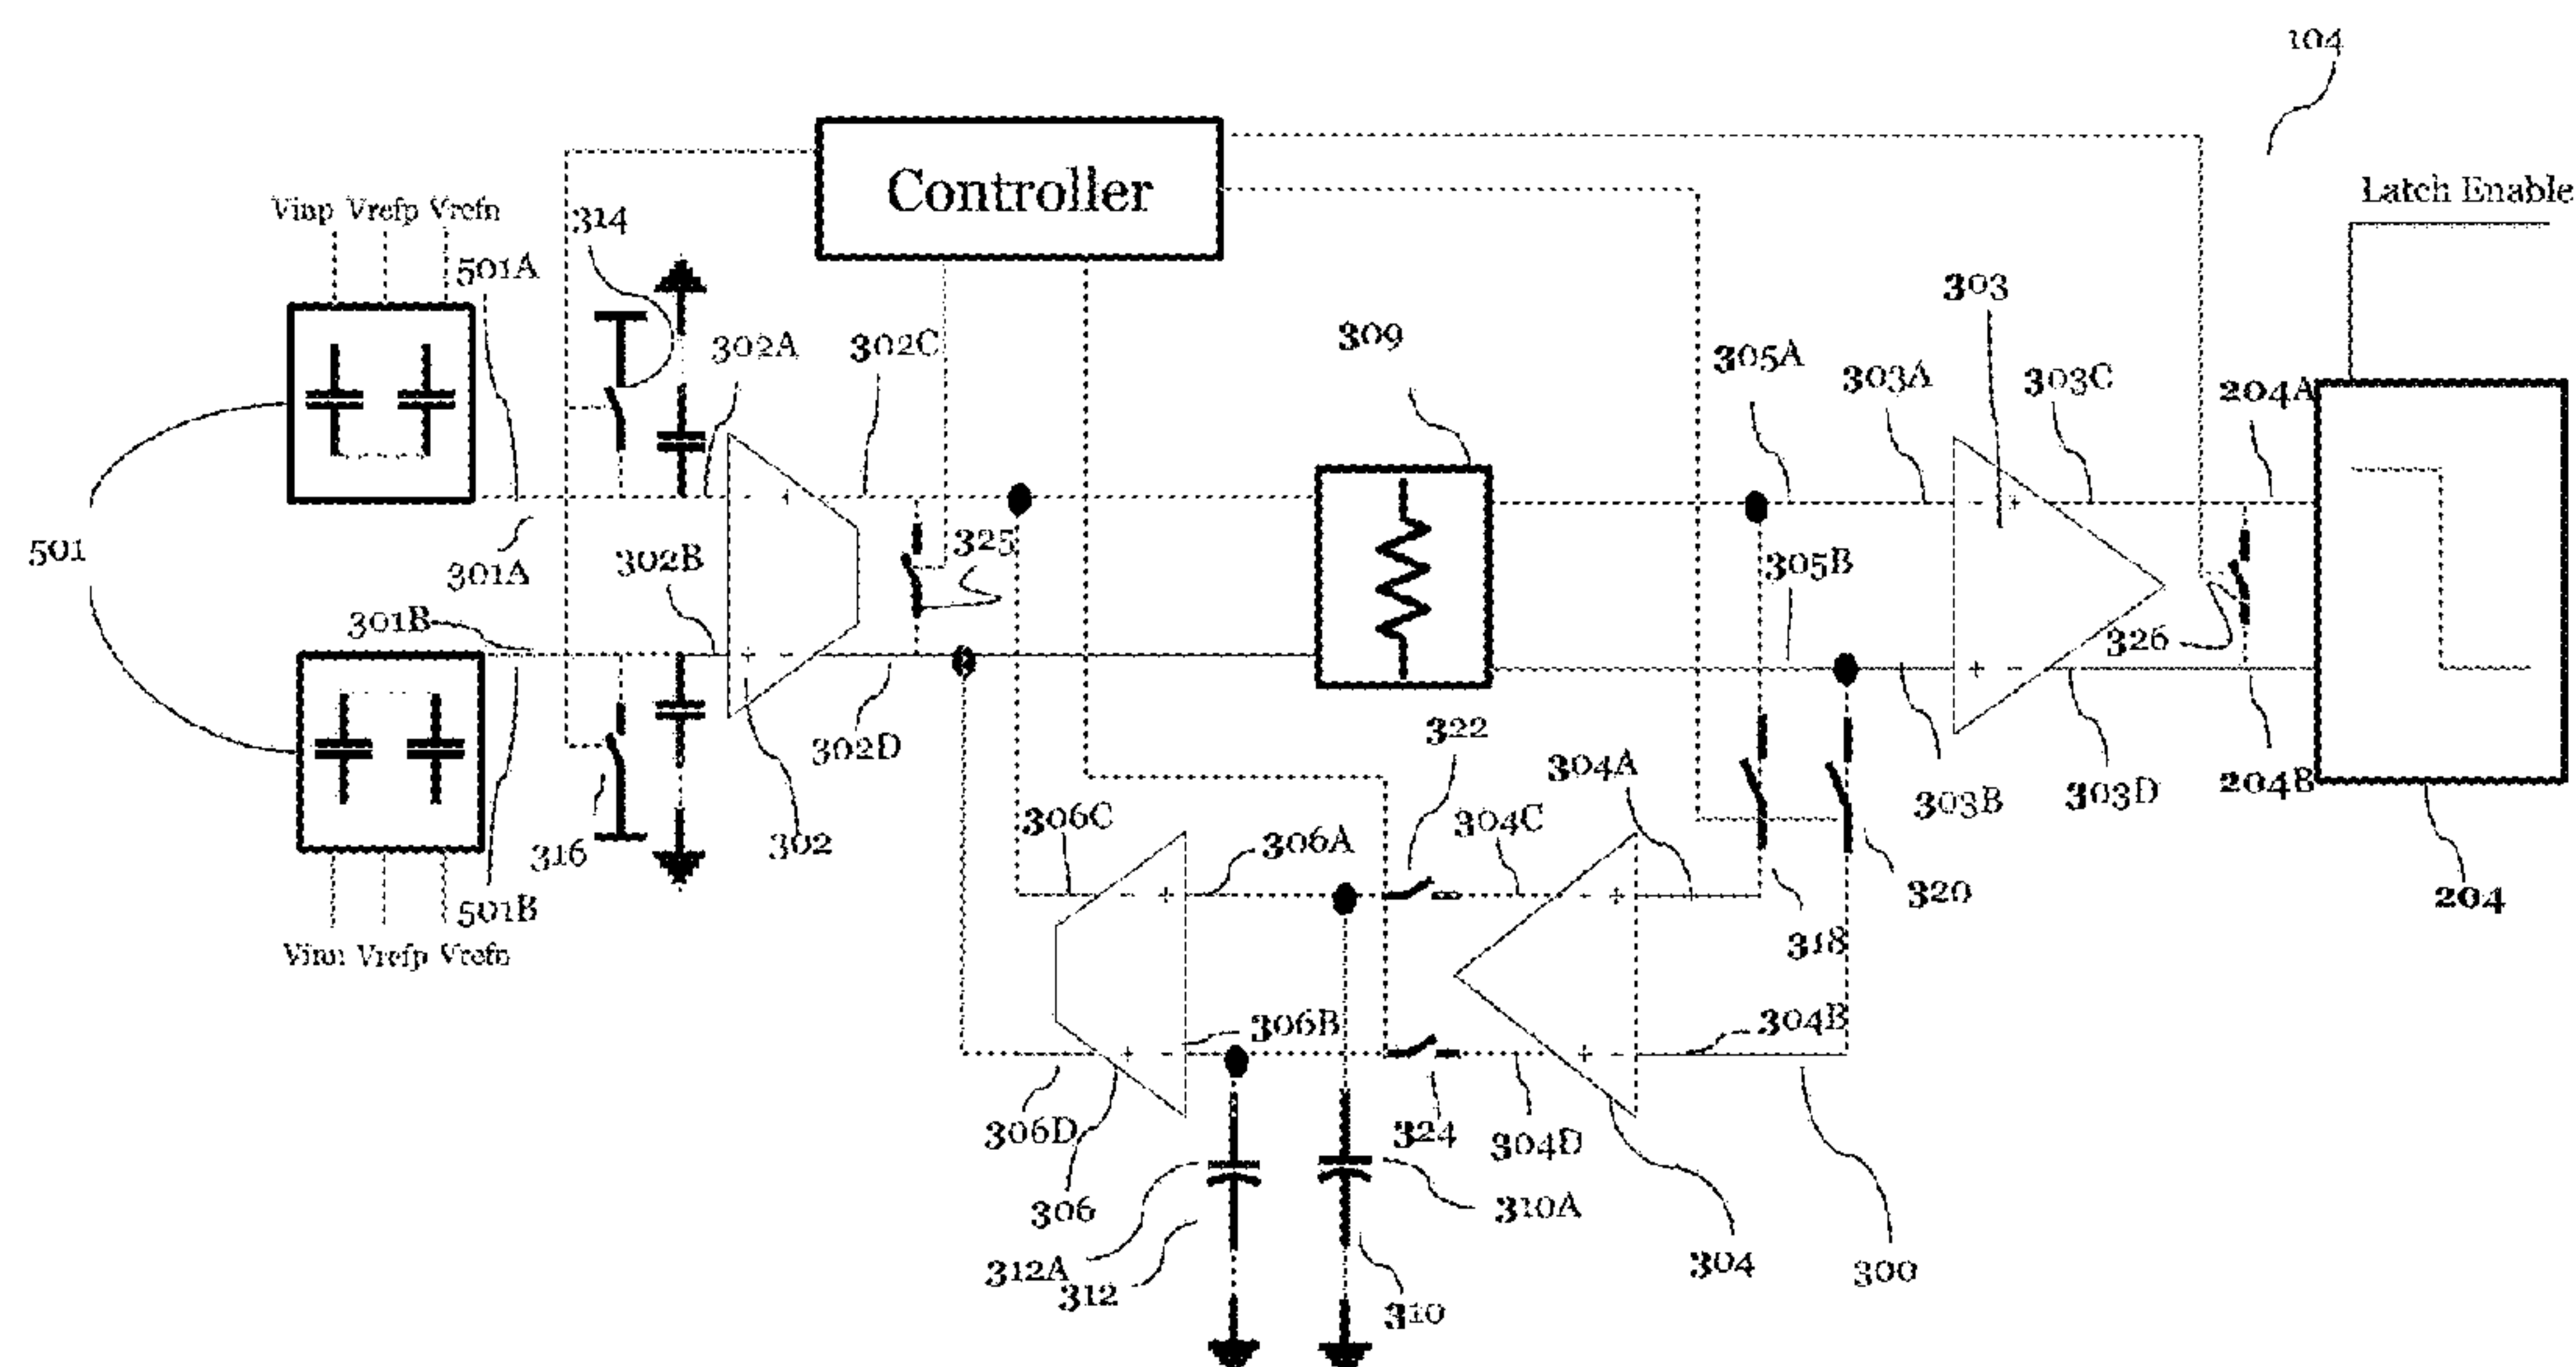 104
Controller
Latch Enable
Vinp Vrefp Vrefn
314
501A
303
302A
302C
309
305A
303A
303C
204A
501
301A
302B
325
305B
301B
326
302D
322
304A
303B
303D
204B
316
302
306C
306A
304C
320
204
501B
318
Vinn Vrefp Vrefn
306B
304B
306D
324
304D
306
310A
312A
312
310
304
300
+
+
-
-
+
+
-
-
+
-
+
-
+
-
+